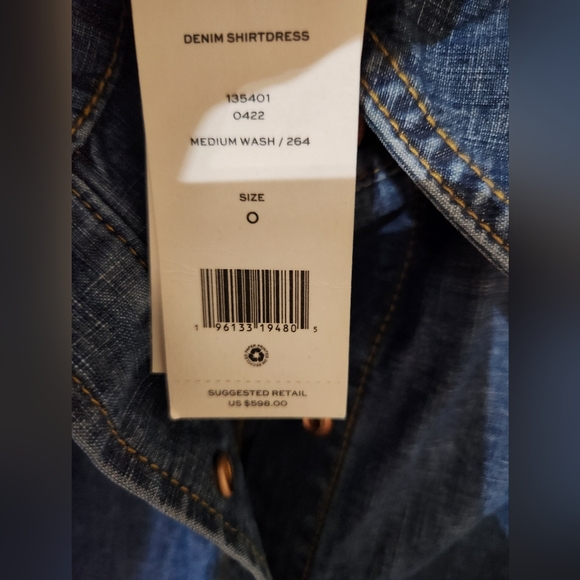 DENIM SHIRTDRESS
135401
0422
MEDIUM WASH / 264
SIZE
0
1 96133 19480 5
SUGGESTED RETAIL
US $598.00